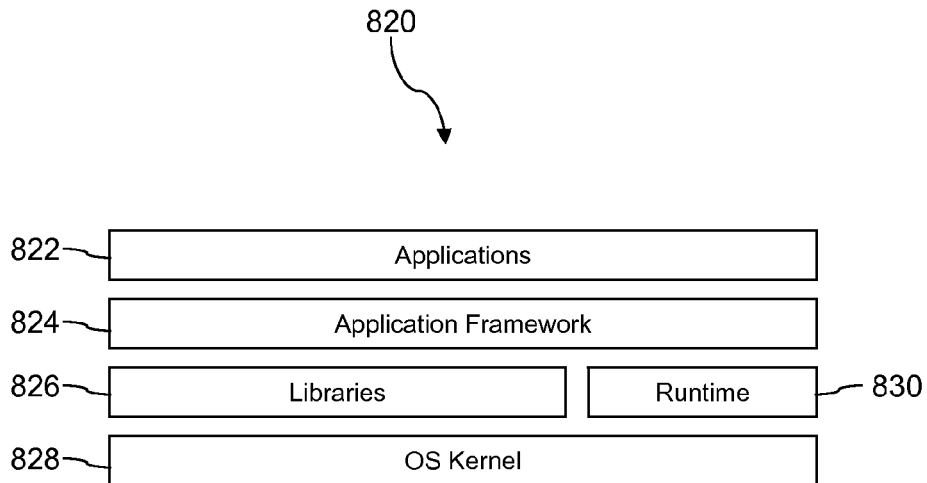 820
822 Applications
824 Application Framework
826 Libraries Runtime 830
828 OS Kernel